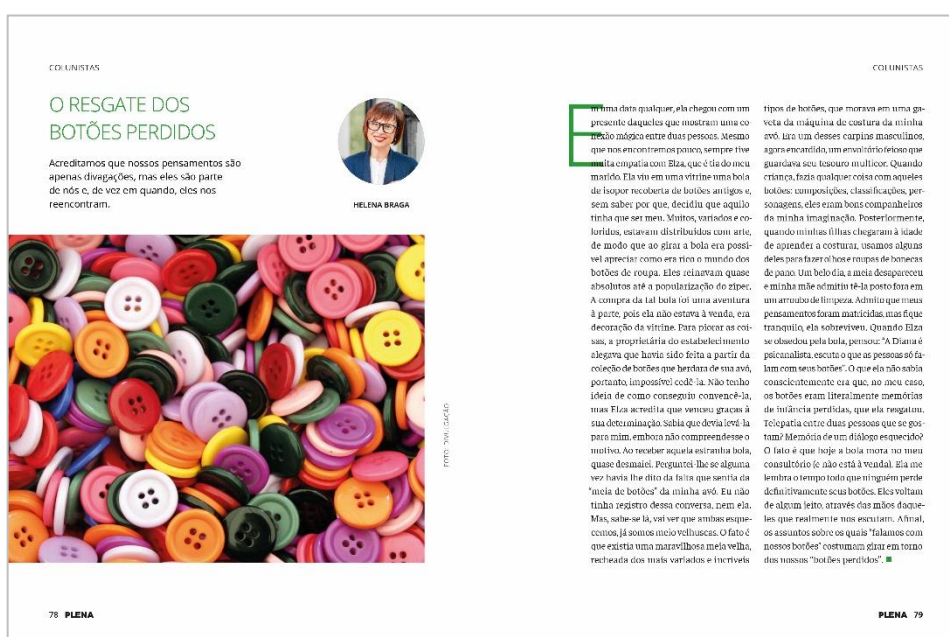 COLUNISTAS
O RESGATE DOS
BOTÕES PERDIDOS
Acreditamos que nossos pensamentos são
apenas divagações, mas eles são parte
de nós e, de vez em quando, eles nos
reencontram.
HELENA BRAGA
FOTO: DIVULGAÇÃO
78 PLENA
COLUNISTAS
Em uma data qualquer, ela chegou com um
presente daqueles que mostram uma co-
nexão mágica entre duas pessoas. Mesmo
que nos encontremos pouco, sempre tive
muita empatia com Elza, que é tia do meu
marido. Ela viu em uma vitrine uma bola
de isopor recoberta de botões antigos e,
sem saber por que, decidiu que aquilo
tinha que ser meu. Muitos, variados e co-
loridos, estavam distribuídos com arte,
de modo que ao girar a bola era possí-
vel apreciar como era rico o mundo dos
botões de roupa. Eles reinavam quase
absolutos até a popularização do zíper.
A compra da tal bola foi uma aventura
à parte, pois ela não estava à venda, era
decoração da vitrine. Para piorar as coi-
sas, a proprietária do estabelecimento
alegava que havia sido feita a partir da
coleção de botões que herdara de sua avó,
portanto, impossível cedê-la. Não tenho
ideia de como conseguiu convencê-la,
mas Elza acredita que venceu graças à
sua determinação. Sabia que devia levá-la
para mim, embora não compreendesse o
motivo. Ao receber aquela estranha bola,
quase desmaiei. Perguntei-lhe se alguma
vez havia lhe dito da falta que sentia da
"meia de botões" da minha avó. Eu não
tinha registro dessa conversa, nem ela.
Mas, sabe-se lá, vai ver que ambas esque-
cemos, já somos meio velhuscas. O fato é
que existia uma maravilhosa meia velha,
recheada dos mais variados e incríveis
tipos de botões, que morava em uma ga-
veta da máquina de costura da minha
avó. Era um desses carpins masculinos,
agora encardido, um envoltório feioso que
guardava seu tesouro multicor. Quando
criança, fazia qualquer coisa com aqueles
botões: composições, classificações, per-
sonagens, eles eram bons companheiros
da minha imaginação. Posteriormente,
quando minhas filhas chegaram à idade
de aprender a costurar, usamos alguns
deles para fazer olhos e roupas de bonecas
de pano. Um belo dia, a meia desapareceu
e minha mãe admitiu tê-la posto fora em
um arroubo de limpeza. Admito que meus
pensamentos foram matricidas, mas fique
tranquilo, ela sobreviveu. Quando Elza
se obsedou pela bola, pensou: "A Diana é
psicanalista, escuta o que as pessoas só fa-
lam com seus botões". O que ela não sabia
conscientemente era que, no meu caso,
os botões eram literalmente memórias
de infância perdidas, que ela resgatou.
Telepatia entre duas pessoas que se gos-
tam? Memória de um diálogo esquecido?
O fato é que hoje a bola mora no meu
consultório (e não está à venda). Ela me
lembra o tempo todo que ninguém perde
definitivamente seus botões. Eles voltam
de algum jeito, através das mãos daque-
les que realmente nos escutam. Afinal,
os assuntos sobre os quais "falamos com
nossos botões" costumam girar em torno
dos nossos "botões perdidos".
PLENA 79